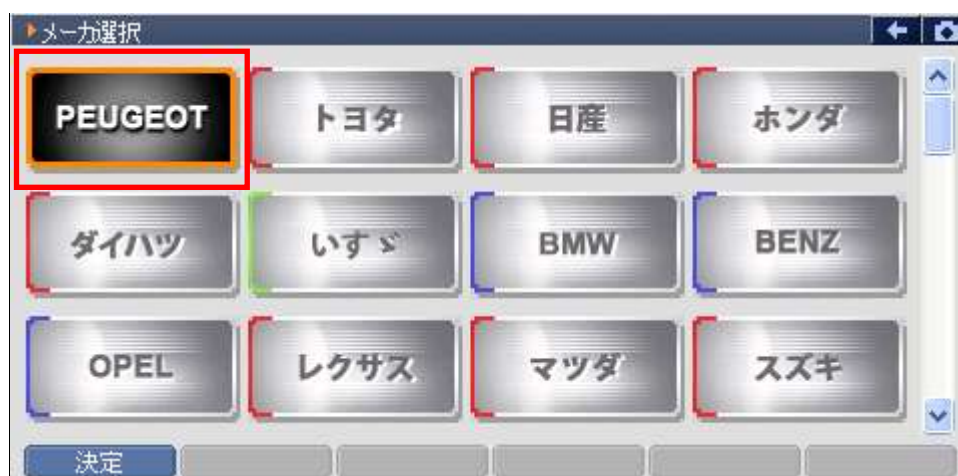 メーカ選択
PEUGEOT トヨタ 日産 ホンダ
ダイハツ いすゞ BMW BENZ
OPEL レクサス マツダ スズキ
決定